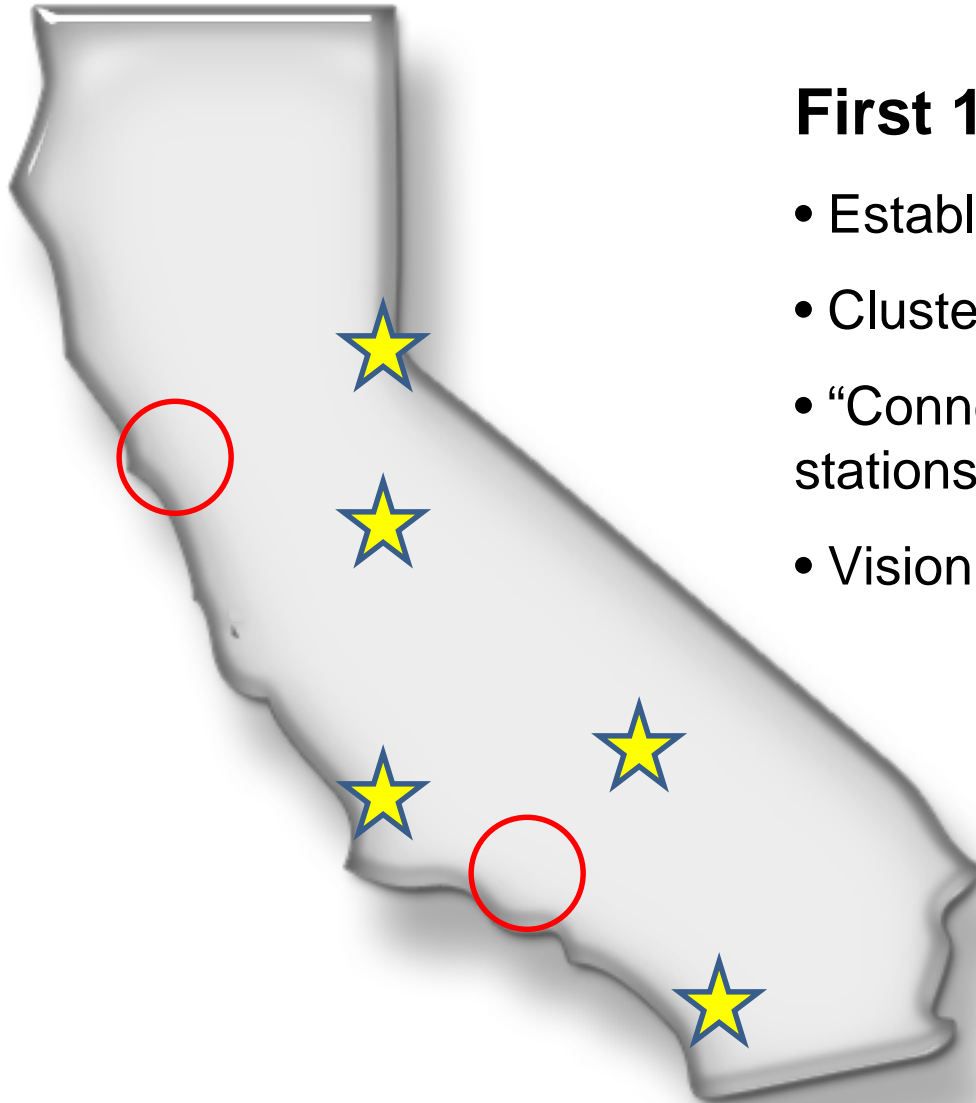 First 1
• Establ
• Cluste
• “Conn
stations
• Vision